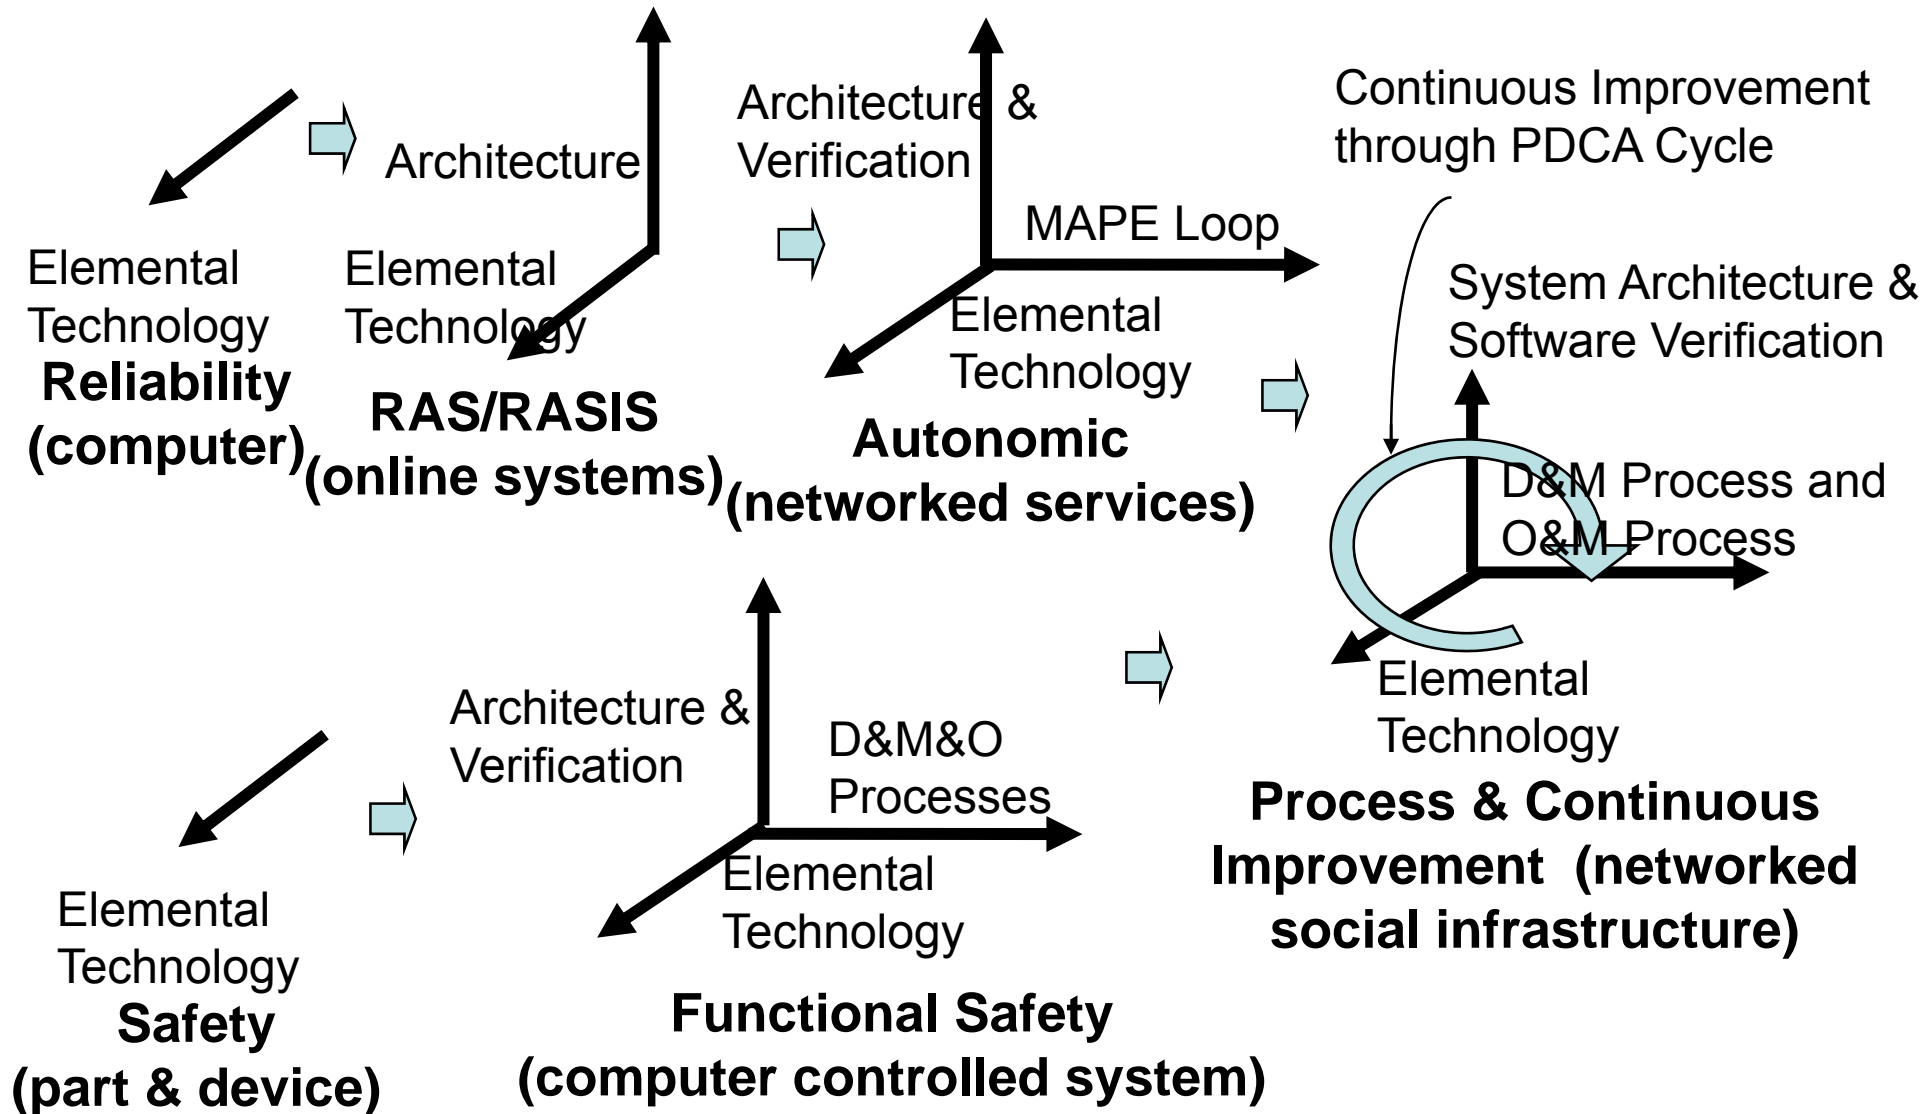 Elemental
Technology
Reliability
(computer)
Architecture
Elemental
Technology
RAS/RASIS
(online systems)
Architecture &
Verification
MAPE Loop
Elemental
Technology
Autonomic
(networked services)
Continuous Improvement
through PDCA Cycle
System Architecture &
Software Verification
D&M Process and
O&M Process
Elemental
Technology
Process & Continuous
Improvement (networked
social infrastructure)
Elemental
Technology
Safety
(part & device)
Architecture &
Verification
D&M&O
Processes
Elemental
Technology
Functional Safety
(computer controlled system)